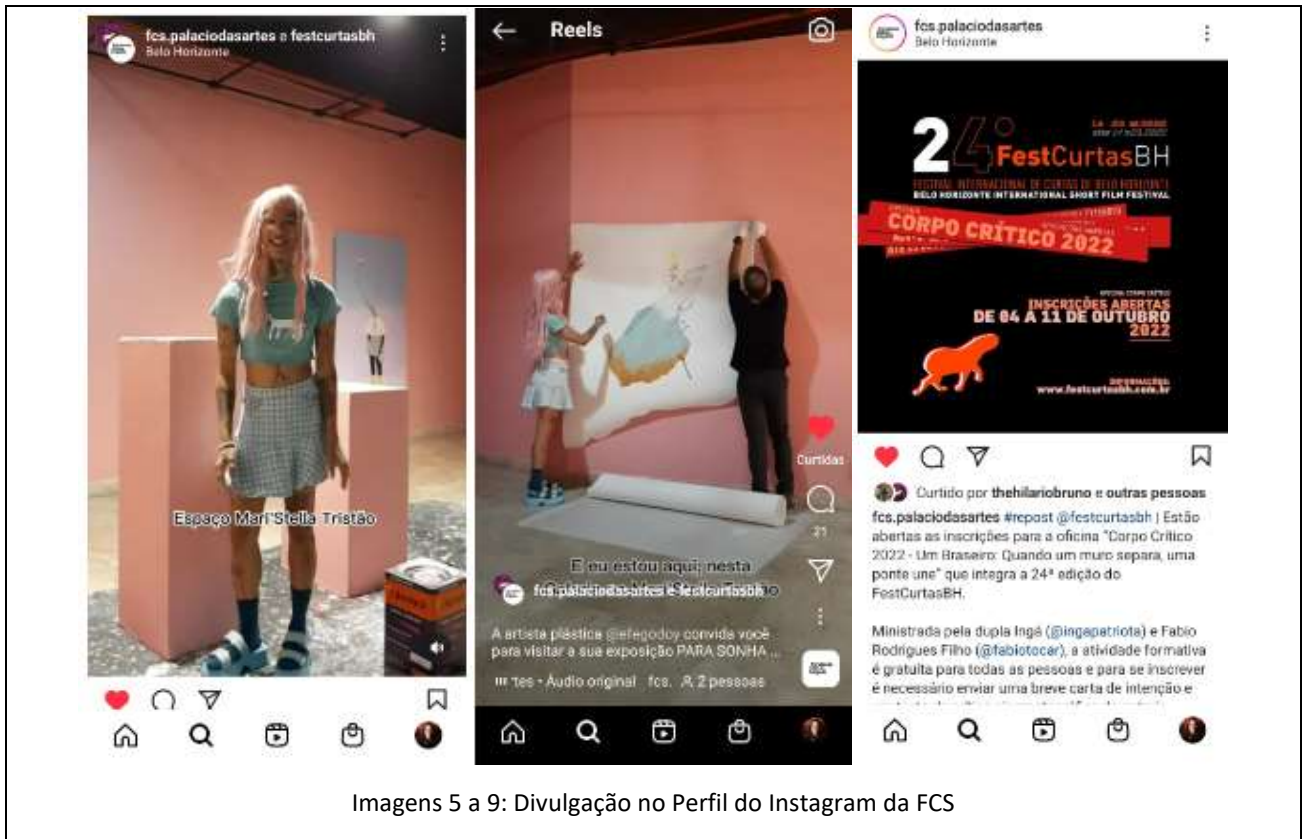 fcs.palaciodasartes e festcurtasbh
Belo Horizonte
Espaço Mari'Stella Tristão
Reels
Curtidas
21
E eu estou aqui, nesta
fcs.palaciodasartes e festcurtasbh
A artista plástica @efegodoy convida você
para visitar a sua exposição PARA SONHA ...
tes • Áudio original fcs. 2 pessoas
fcs.palaciodasartes
Belo Horizonte
24º
FestCurtasBH
FESTIVAL INTERNACIONAL DE CURTAS DE BELO HORIZONTE
BELO HORIZONTE INTERNATIONAL SHORT FILM FESTIVAL
CORPO CRÍTICO 2022
INSCRIÇÕES ABERTAS
DE 04 A 11 DE OUTUBRO
2022
INFORMAÇÕES
www.festcurtasbh.com.br
Curtido por thehilariobruno e outras pessoas
fcs.palaciodasartes #repost @festcurtasbh | Estão
abertas as inscrições para a oficina "Corpo Crítico
2022 - Um Braseiro: Quando um muro separa, uma
ponte une" que integra a 24ª edição do
FestCurtasBH.
Ministrada pela dupla Ingá (@ingapatriota) e Fabio
Rodrigues Filho (@fabiotocar), a atividade formativa
é gratuita para todas as pessoas e para se inscrever
é necessário enviar uma breve carta de intenção e
Imagens 5 a 9: Divulgação no Perfil do Instagram da FCS